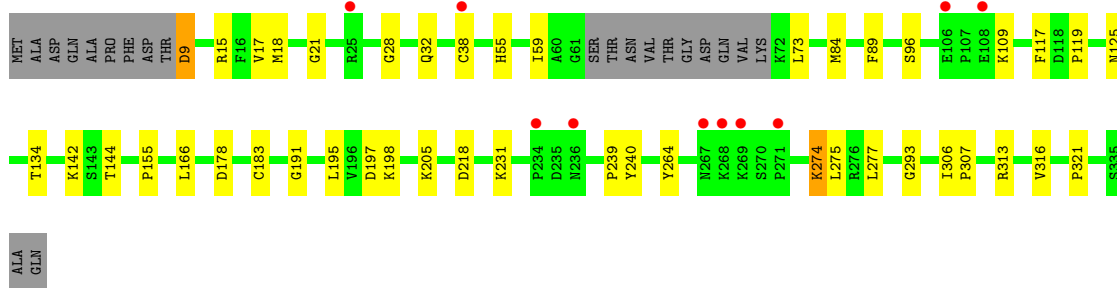 MET ALA ASP GLN ALA PRO PHE ASP THR D9 R15 F16 V17 M18 G21 R25 G28 Q32 C38 H55 I59 A60 G61 SER THR ASN VAL THR GLY ASP GLN VAL LYS K72 L73 M84 F89 S96 E106 P107 E108 K109 F117 D118 P119 N125
T134 K142 S143 T144 P155 L166 D178 C183 G191 L195 V196 D197 K198 K205 D218 K231 P234 D235 N236 P239 Y240 Y264 N267 K268 K269 S270 P271 K274 L275 R276 L277 G293 I306 P307 R313 V316 P321 S335
ALA GLN